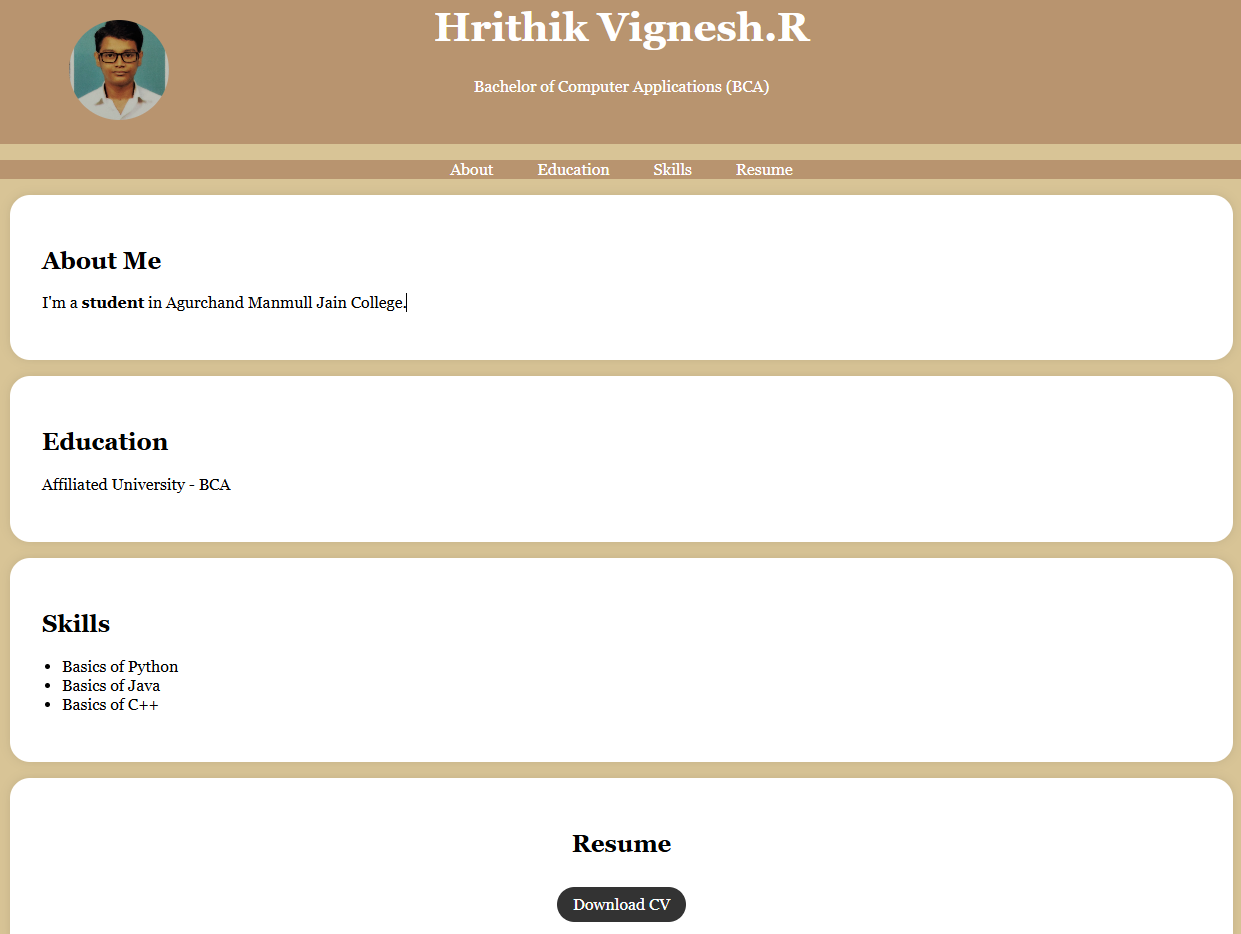 Hrithik Vignesh.R
Bachelor of Computer Applications (BCA)
About Education Skills Resume
About Me
I'm a student in Agurchand Manmull Jain College.
Education
Affiliated University - BCA
Skills
Basics of Python
Basics of Java
Basics of C++
Resume
Download CV